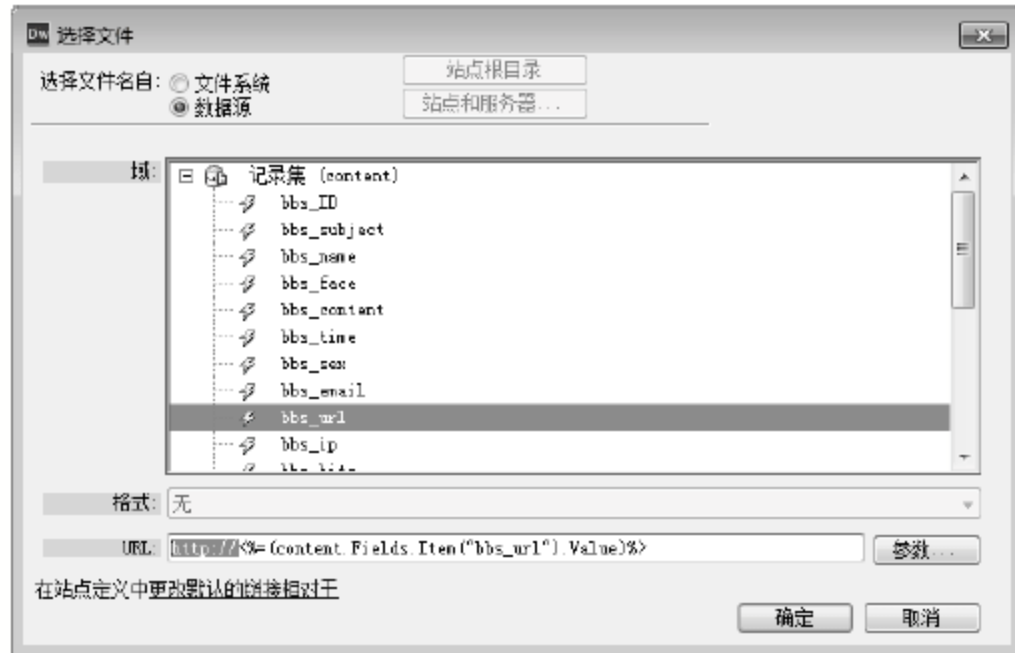 Dw 选择文件
选择文件名自: 文件系统
数据源
站点根目录
站点和服务器...
域:
记录集 (content)
bbs_ID
bbs_subject
bbs_name
bbs_face
bbs_content
bbs_time
bbs_sex
bbs_email
bbs_url
bbs_ip
格式: 无
URL: http://<%=(content.Fields.Item("bbs_url").Value)%>
参数...
在站点定义中更改默认的链接相对于
确定 取消